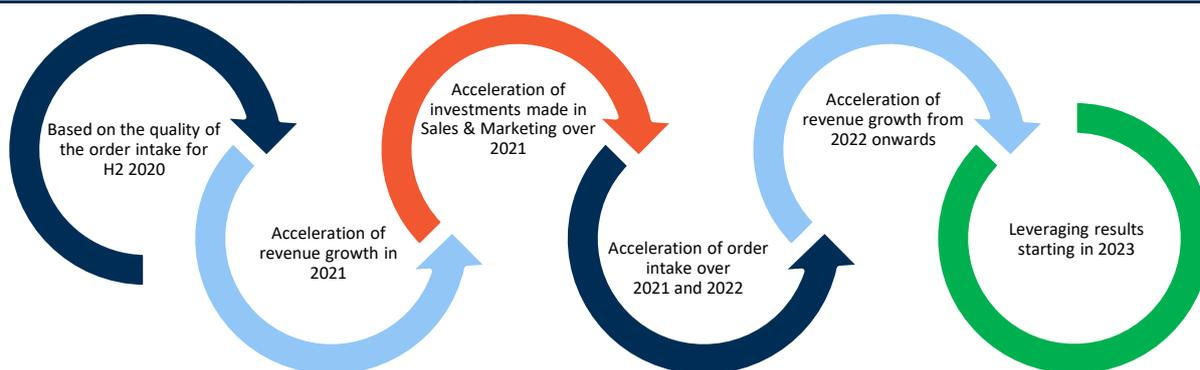 Based on the quality of
the order intake for
H2 2020
Acceleration of
revenue growth in
2021
Acceleration of
investments made in
Sales & Marketing over
2021
Acceleration of order
intake over
2021 and 2022
Acceleration of
revenue growth from
2022 onwards
Leveraging results
starting in 2023